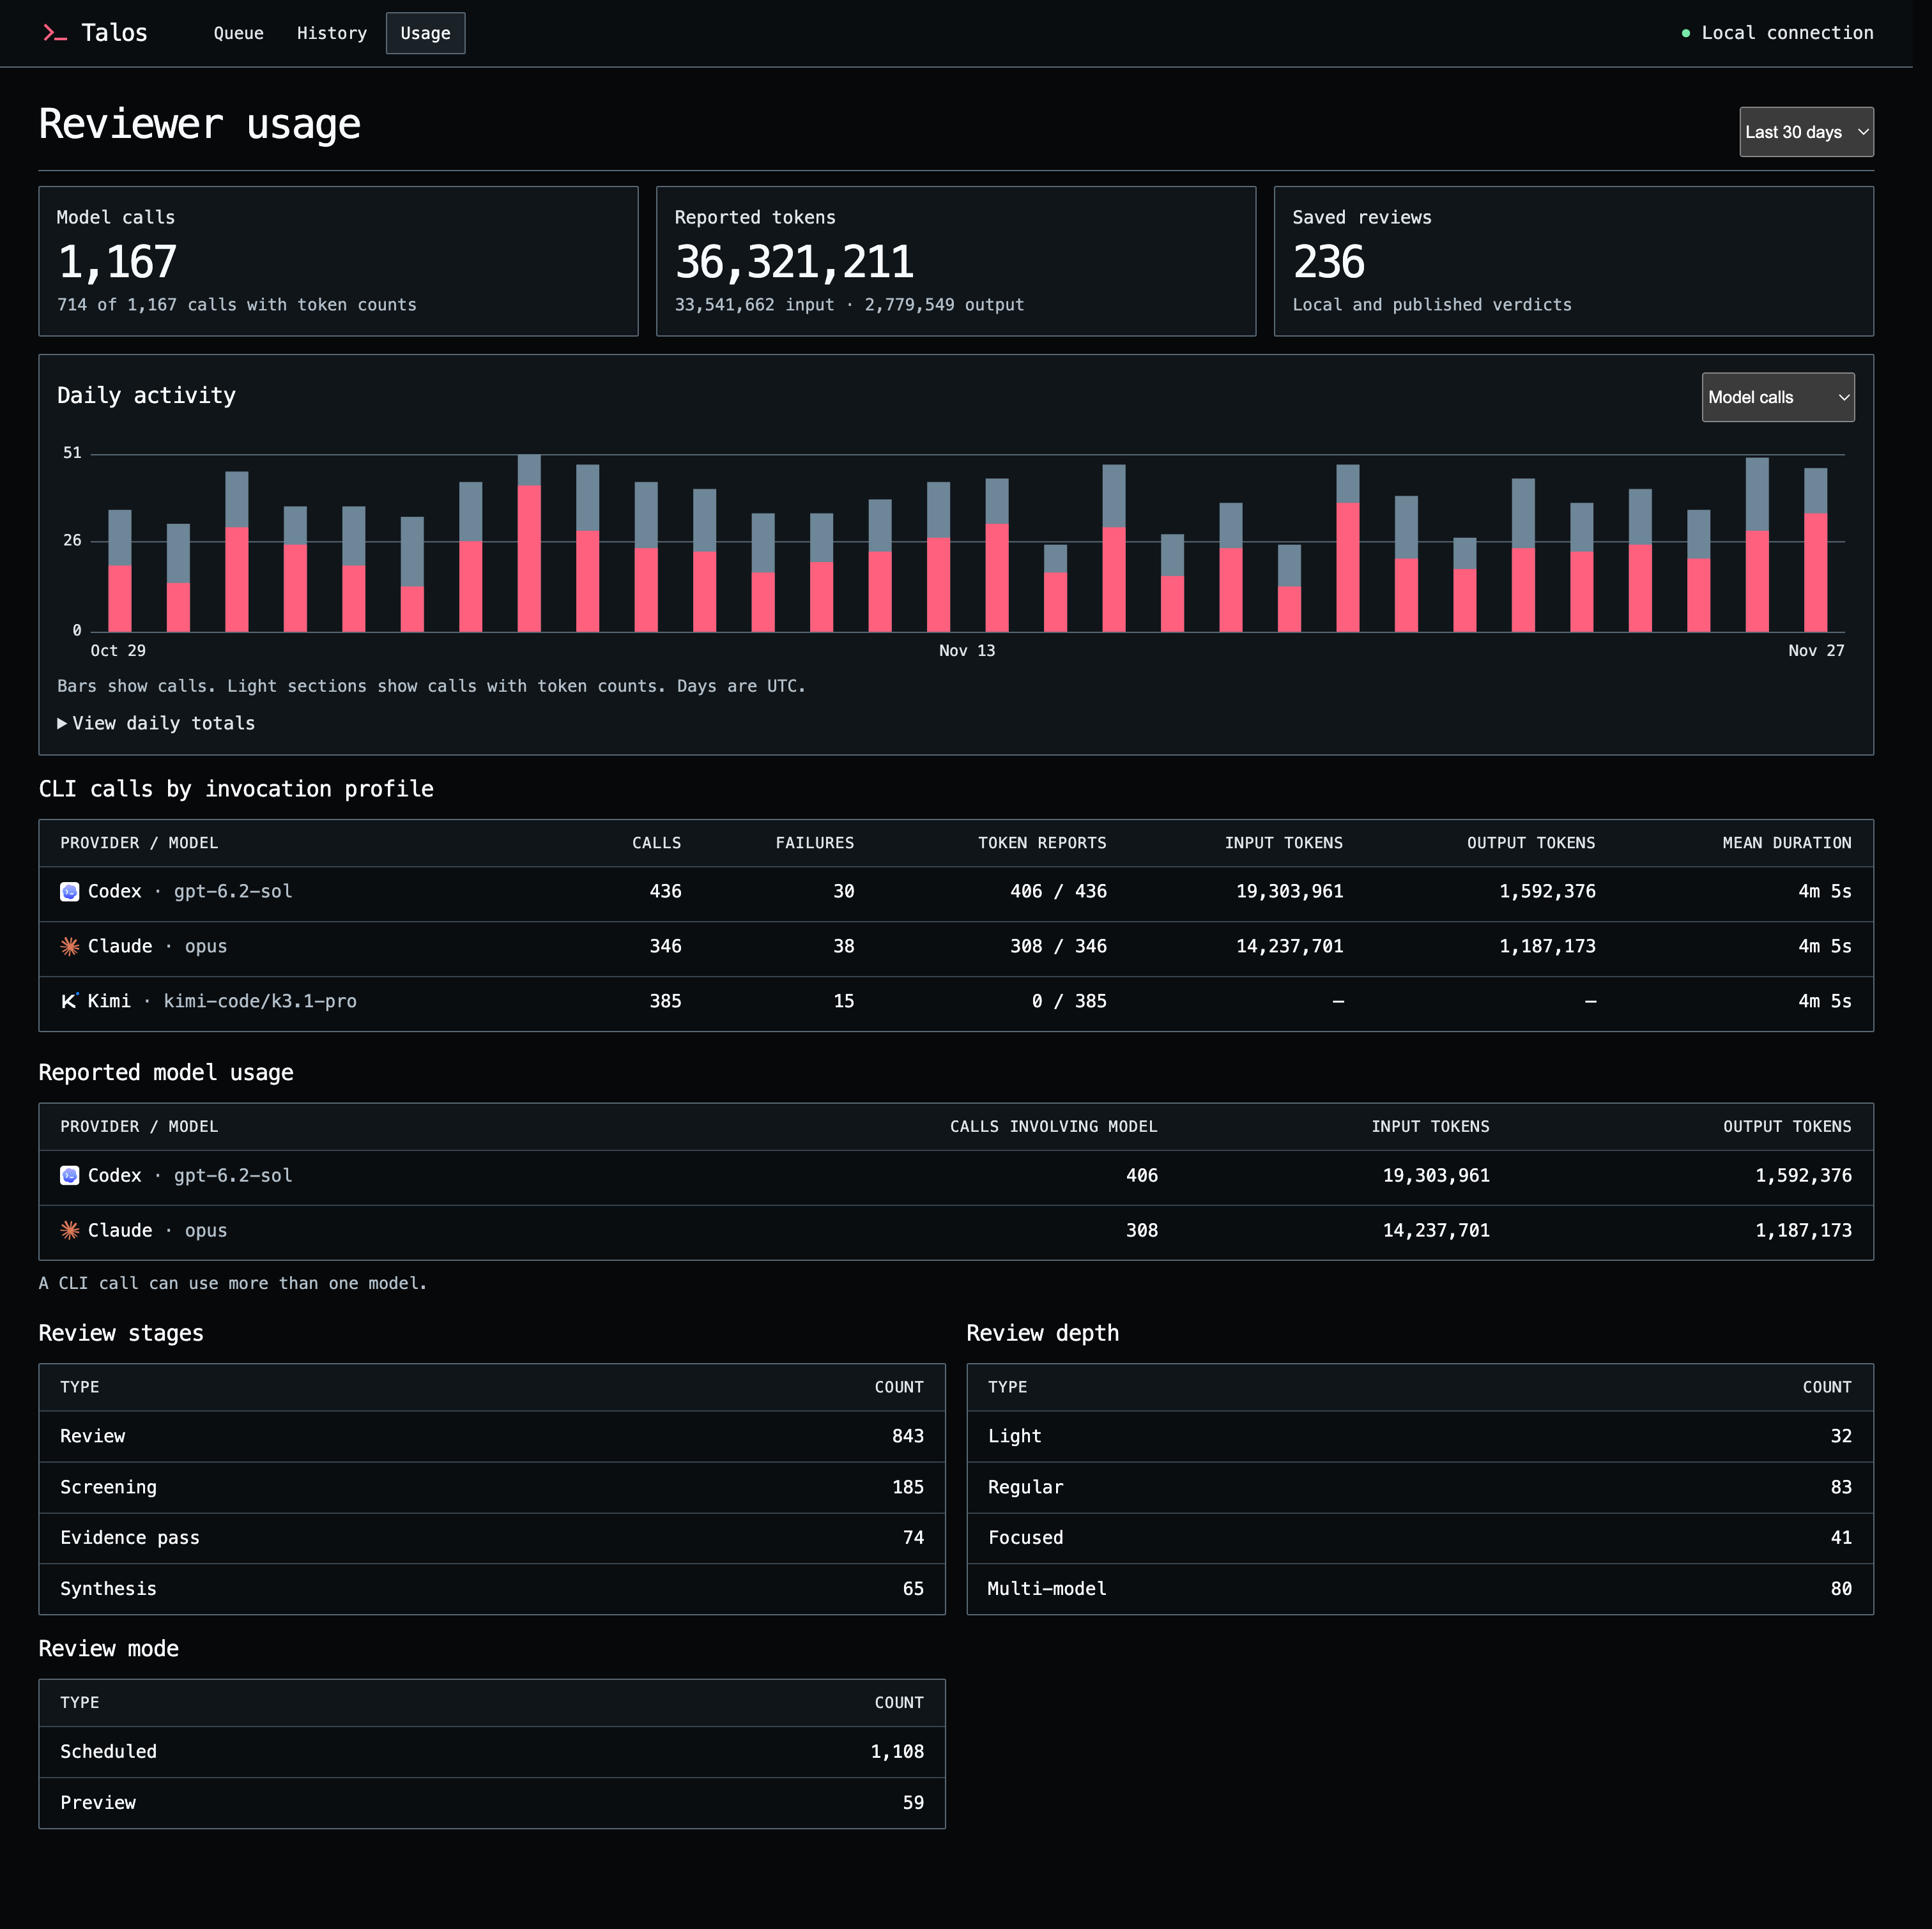 Talos Queue History Usage Local connection
Reviewer usage
Last 30 days
Model calls
1,167
714 of 1,167 calls with token counts
Reported tokens
36,321,211
33,541,662 input · 2,779,549 output
Saved reviews
236
Local and published verdicts
Daily activity
Model calls
51
26
0
Oct 29 Nov 13 Nov 27
Bars show calls. Light sections show calls with token counts. Days are UTC.
View daily totals
CLI calls by invocation profile
PROVIDER / MODEL CALLS FAILURES TOKEN REPORTS INPUT TOKENS OUTPUT TOKENS MEAN DURATION
Codex · gpt-6.2-sol 436 30 406 / 436 19,303,961 1,592,376 4m 5s
Claude · opus 346 38 308 / 346 14,237,701 1,187,173 4m 5s
Kimi · kimi-code/k3.1-pro 385 15 0 / 385 — — 4m 5s
Reported model usage
PROVIDER / MODEL CALLS INVOLVING MODEL INPUT TOKENS OUTPUT TOKENS
Codex · gpt-6.2-sol 406 19,303,961 1,592,376
Claude · opus 308 14,237,701 1,187,173
A CLI call can use more than one model.
Review stages
TYPE COUNT
Review 843
Screening 185
Evidence pass 74
Synthesis 65
Review depth
TYPE COUNT
Light 32
Regular 83
Focused 41
Multi-model 80
Review mode
TYPE COUNT
Scheduled 1,108
Preview 59